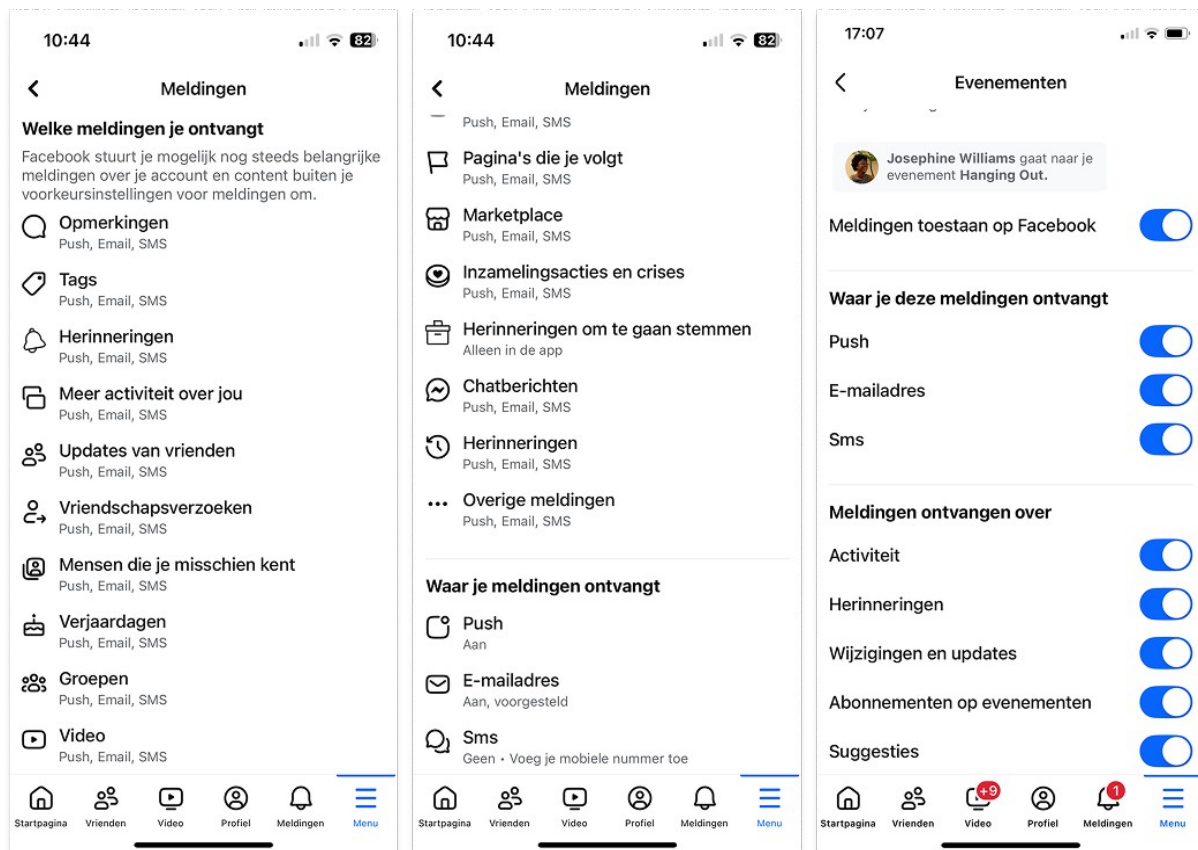 10:44
82
Meldingen
Welke meldingen je ontvangt
Facebook stuurt je mogelijk nog steeds belangrijke
meldingen over je account en content buiten je
voorkeursinstellingen voor meldingen om.
Opmerkingen
Push, Email, SMS
Tags
Push, Email, SMS
Herinneringen
Push, Email, SMS
Meer activiteit over jou
Push, Email, SMS
Updates van vrienden
Push, Email, SMS
Vriendschapsverzoeken
Push, Email, SMS
Mensen die je misschien kent
Push, Email, SMS
Verjaardagen
Push, Email, SMS
Groepen
Push, Email, SMS
Video
Push, Email, SMS
Startpagina Vrienden Video Profiel Meldingen Menu
10:44
82
Meldingen
Push, Email, SMS
Pagina's die je volgt
Push, Email, SMS
Marketplace
Push, Email, SMS
Inzamelingsacties en crises
Push, Email, SMS
Herinneringen om te gaan stemmen
Alleen in de app
Chatberichten
Push, Email, SMS
Herinneringen
Push, Email, SMS
Overige meldingen
Push, Email, SMS
Waar je meldingen ontvangt
Push
Aan
E-mailadres
Aan, voorgesteld
Sms
Geen • Voeg je mobiele nummer toe
Startpagina Vrienden Video Profiel Meldingen Menu
17:07
Evenementen
Josephine Williams gaat naar je
evenement Hanging Out.
Meldingen toestaan op Facebook
Waar je deze meldingen ontvangt
Push
E-mailadres
Sms
Meldingen ontvangen over
Activiteit
Herinneringen
Wijzigingen en updates
Abonnementen op evenementen
Suggesties
+9
1
Startpagina Vrienden Video Profiel Meldingen Menu